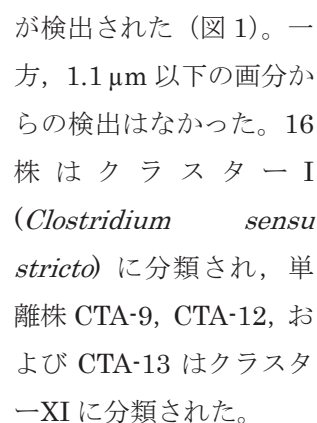 が検出された（図 1）。一
方，1.1 μm 以下の画分か
らの検出はなかった。16
株はクラスターI
(Clostridium sensu
stricto) に分類され，単
離株 CTA-9, CTA-12, お
よび CTA-13 はクラスタ
ーXI に分類された。